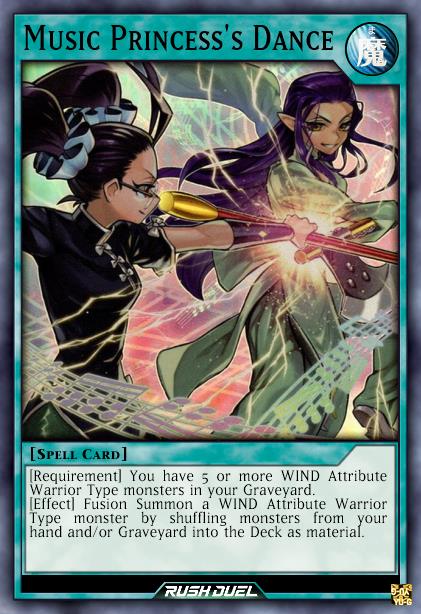 Music Princess's Dance
ま
魔
[Spell Card]
[Requirement] You have 5 or more WIND Attribute
Warrior Type monsters in your Graveyard.
[Effect] Fusion Summon a WIND Attribute Warrior
Type monster by shuffling monsters from your
hand and/or Graveyard into the Deck as material.
RUSH DUEL